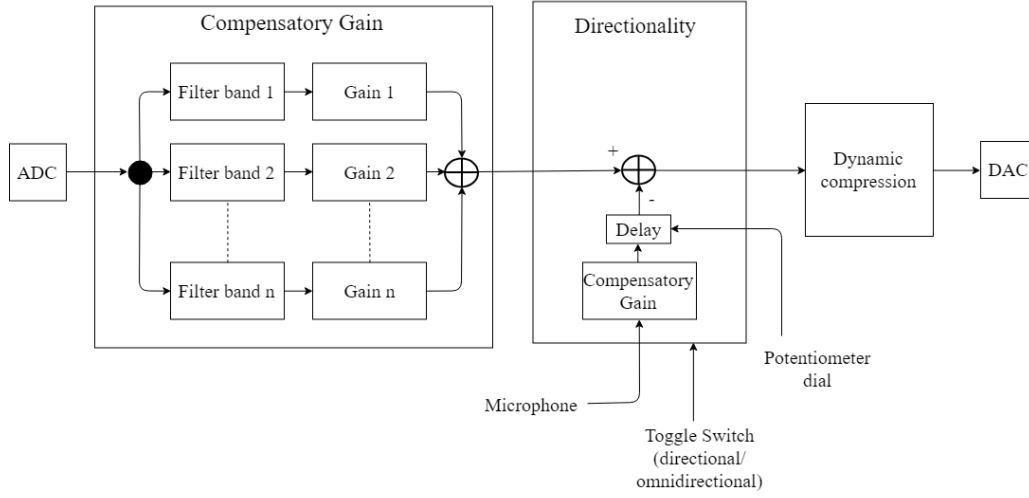 Compensatory Gain
Directionality
Filter band 1
Gain 1
ADC
Filter band 2
Gain 2
+
Dynamic
compression
DAC
-
Delay
Filter band n
Gain n
Compensatory
Gain
Potentiometer
dial
Microphone
Toggle Switch
(directional/
omnidirectional)